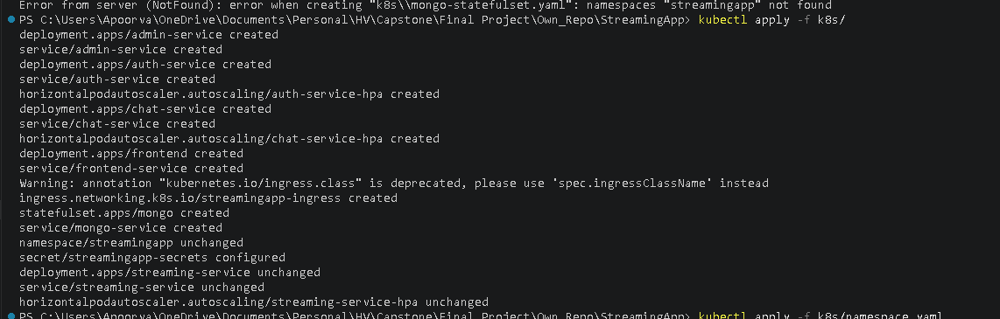 Error from server (NotFound): error when creating "k8s\\mongo-statefulset.yaml": namespaces "streamingapp" not found
PS C:\Users\Apoorva\OneDrive\Documents\Personal\HV\Capstone\Final Project\Own_Repo\StreamingApp> kubectl apply -f k8s/
deployment.apps/admin-service created
service/admin-service created
deployment.apps/auth-service created
service/auth-service created
horizontalpodautoscaler.autoscaling/auth-service-hpa created
deployment.apps/chat-service created
service/chat-service created
horizontalpodautoscaler.autoscaling/chat-service-hpa created
deployment.apps/frontend created
service/frontend-service created
Warning: annotation "kubernetes.io/ingress.class" is deprecated, please use 'spec.ingressClassName' instead
ingress.networking.k8s.io/streamingapp-ingress created
statefulset.apps/mongo created
service/mongo-service created
namespace/streamingapp unchanged
secret/streamingapp-secrets configured
deployment.apps/streaming-service unchanged
service/streaming-service unchanged
horizontalpodautoscaler.autoscaling/streaming-service-hpa unchanged
PS C:\Users\Apoorva\OneDrive\Documents\Personal\HV\Capstone\Final Project\Own_Repo\StreamingApp> kubectl apply -f k8s/namespace.yaml